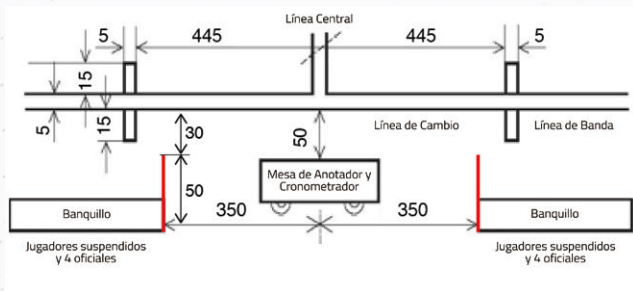 Línea Central
5
445
445
5
15
5
15
30
50
Línea de Cambio
Línea de Banda
50
Mesa de Anotador y
Cronometrador
Banquillo
350
350
Banquillo
Jugadores suspendidos
y 4 oficiales
Jugadores suspendidos
y 4 oficiales